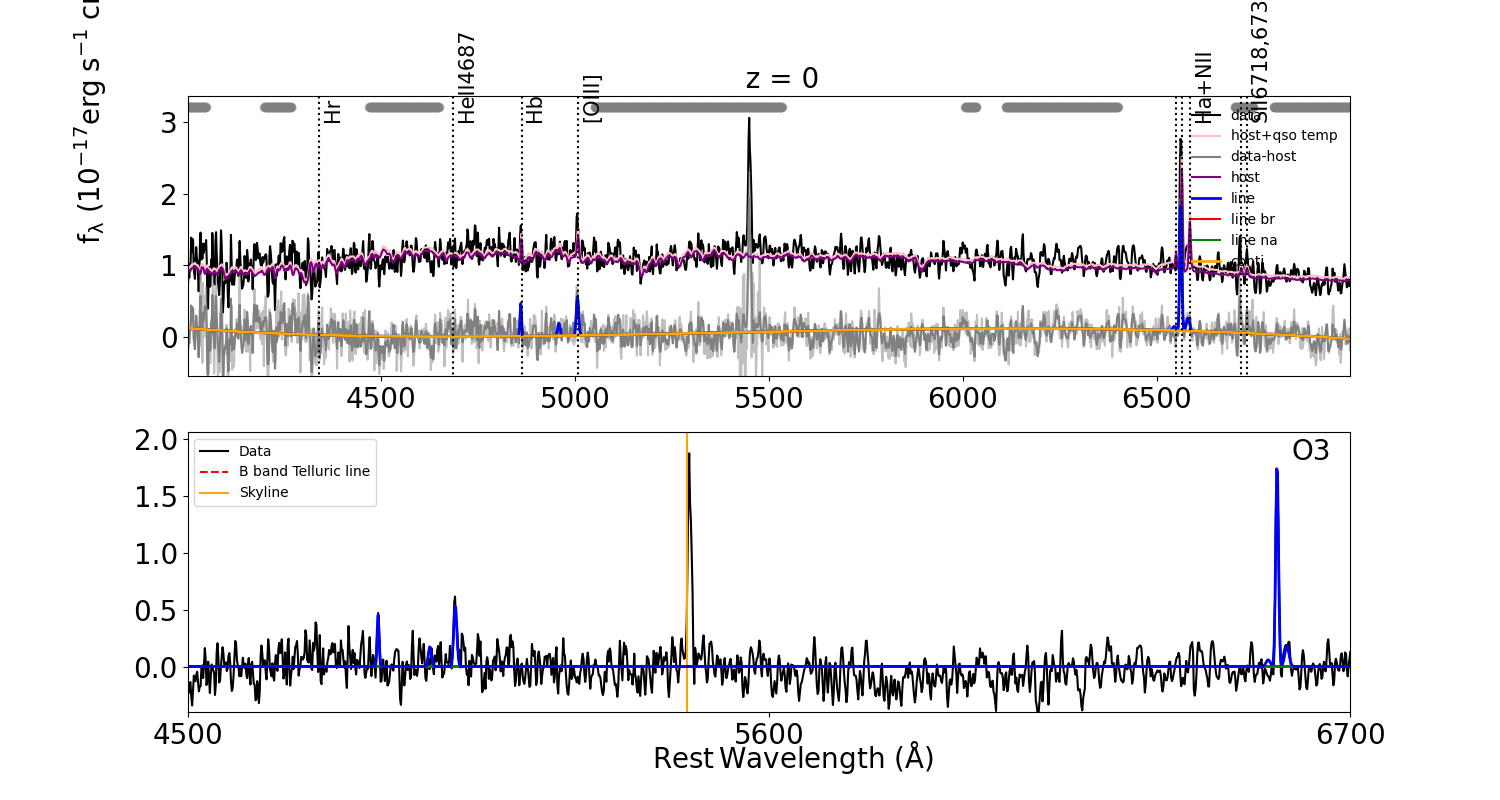 z = 0
f_λ (10^−17 erg s^−1
Hr
HeII4687
Hb
[OIII]
Ha+NII
SII6718,673
data
host+qso temp
data-host
host
line
line br
line na
conti
3
2
1
0
4500
5000
5500
6000
6500
Data
B band Telluric line
Skyline
O3
2.0
1.5
1.0
0.5
0.0
4500
5600
6700
Rest Wavelength (Å)